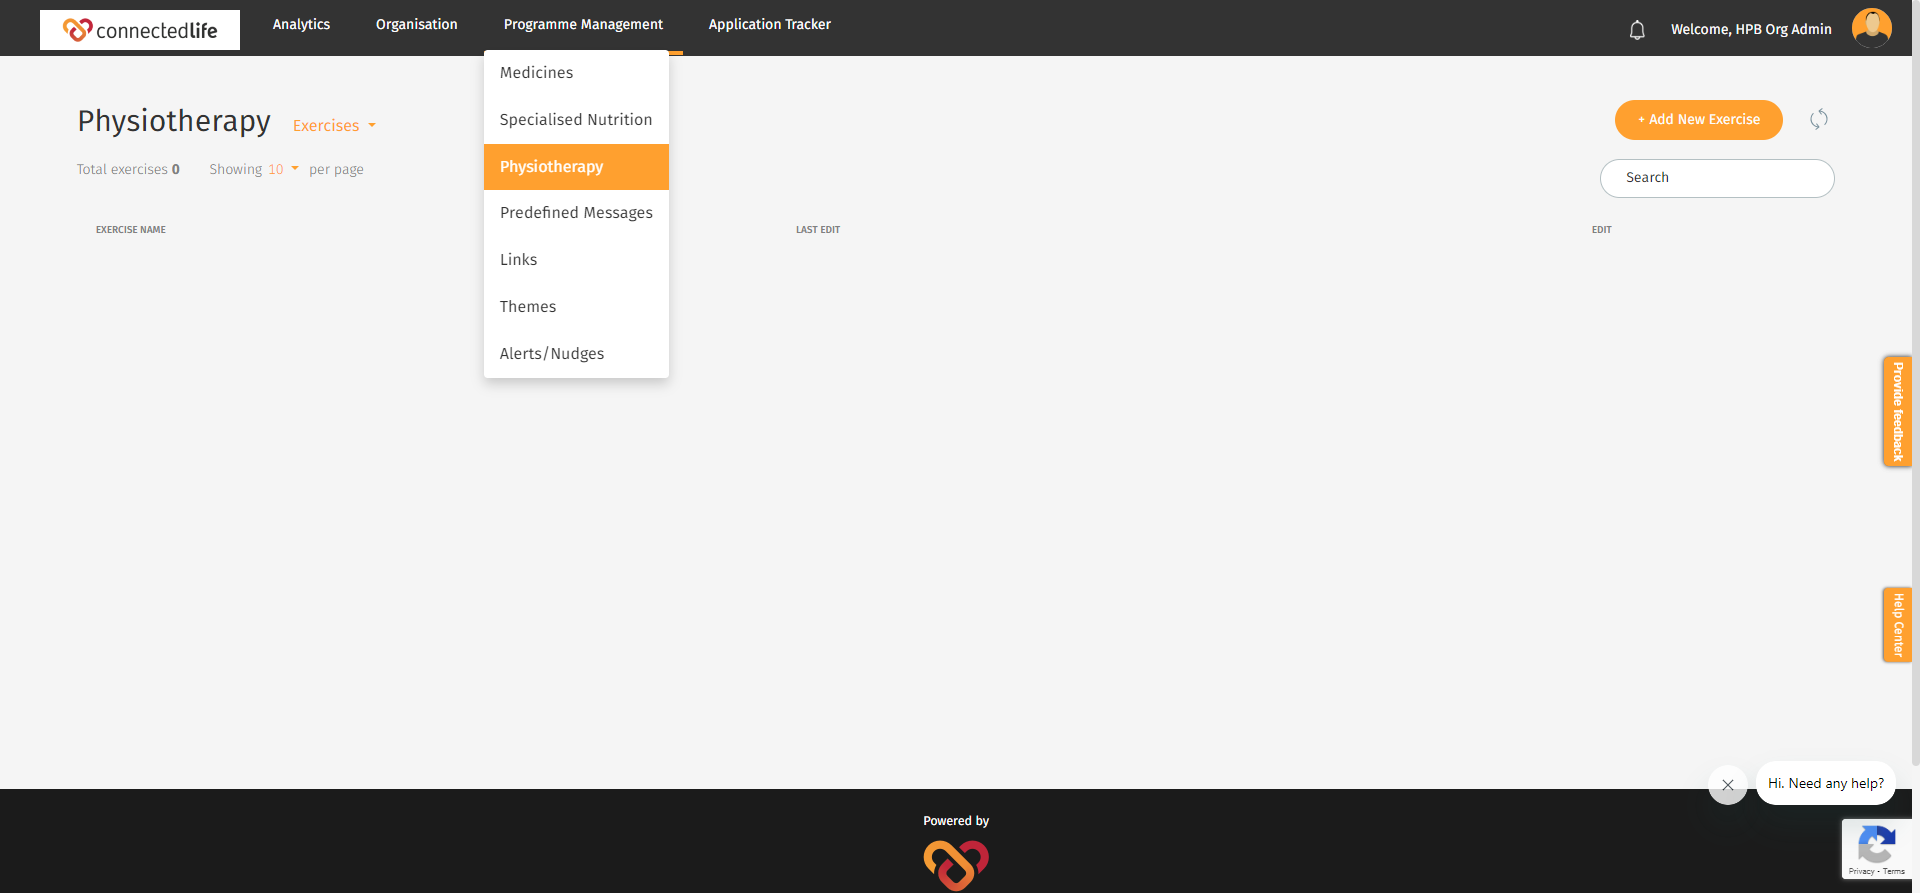 connectedlife
Analytics
Organisation
Programme Management
Application Tracker
Welcome, HPB Org Admin
Medicines
Specialised Nutrition
Physiotherapy
Predefined Messages
Links
Themes
Alerts/Nudges
Physiotherapy
Exercises
+ Add New Exercise
Total exercises 0
Showing 10 per page
Search
EXERCISE NAME
LAST EDIT
EDIT
Provide feedback
Help Center
Hi. Need any help?
Powered by
Privacy - Terms